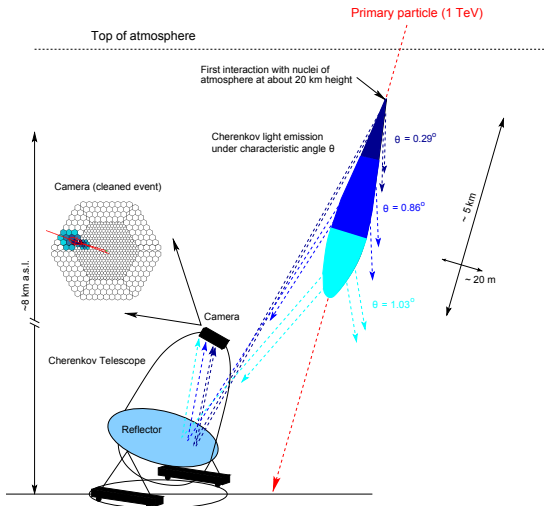 Primary particle (1 TeV)
Top of atmosphere
First interaction with nuclei of
atmosphere at about 20 km height
Cherenkov light emission
under characteristic angle θ
θ = 0.29°
Camera (cleaned event)
θ = 0.86°
~ 5 km
~ 20 m
~8 km a.s.l.
θ = 1.03°
Camera
Cherenkov Telescope
Reflector